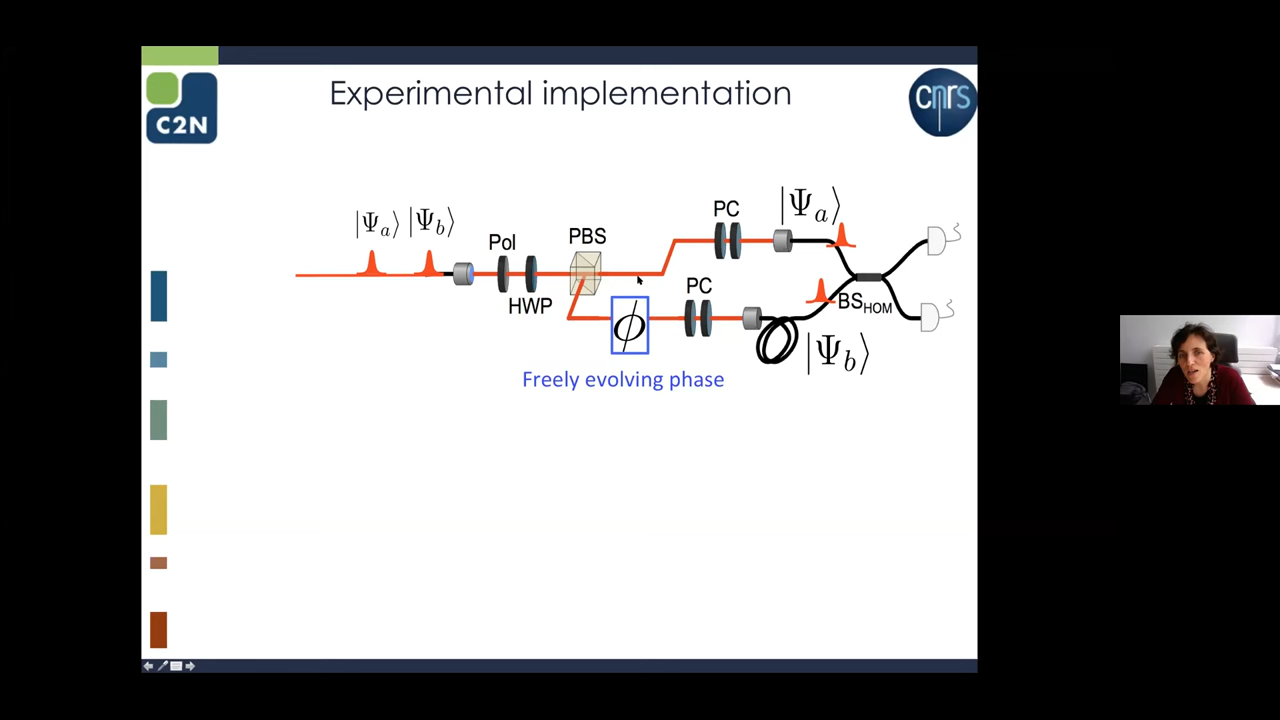 Experimental implementation
C2N
cnrs
|Ψa⟩ |Ψb⟩
Pol
HWP
PBS
ϕ
Freely evolving phase
PC
PC
|Ψa⟩
|Ψb⟩
BSHOM